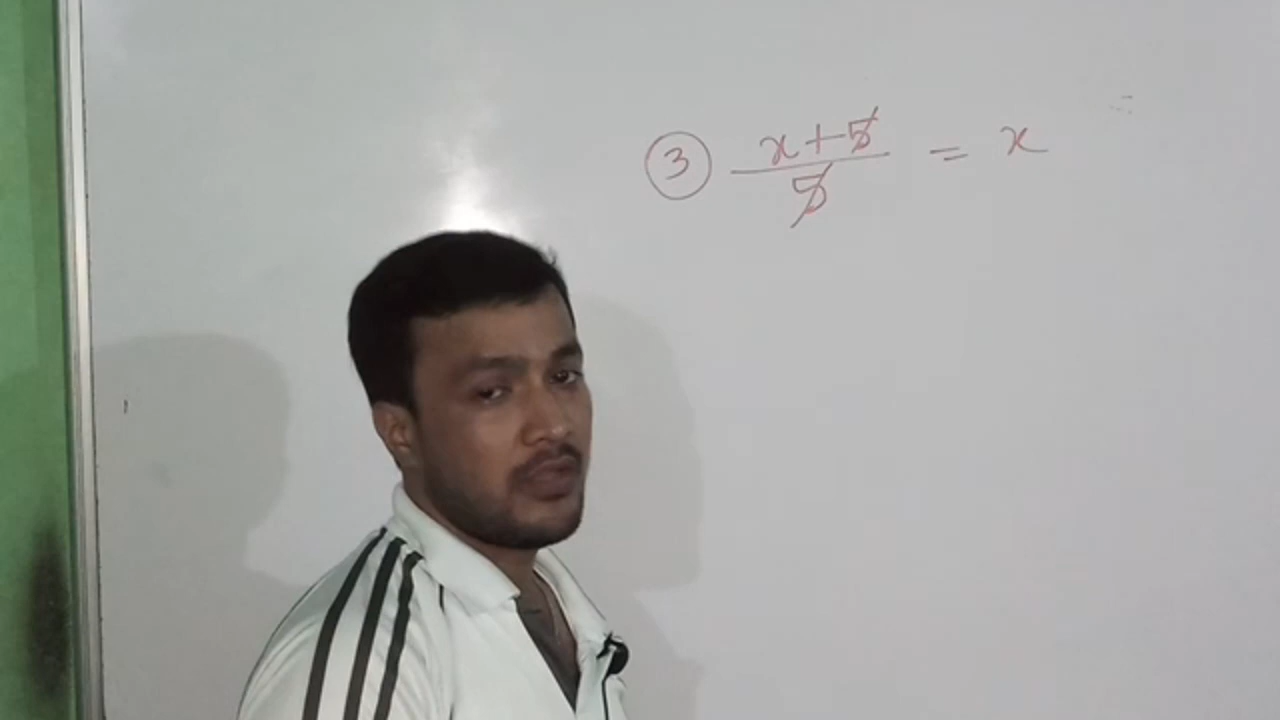 ③ x+5/5 = x